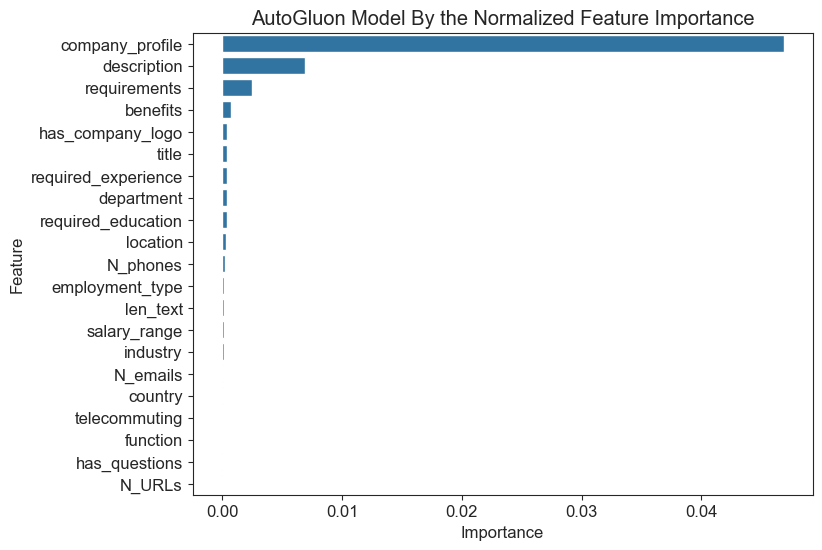 AutoGluon Model By the Normalized Feature Importance
company_profile
description
requirements
benefits
has_company_logo
title
required_experience
department
required_education
location
N_phones
employment_type
len_text
salary_range
industry
N_emails
country
telecommuting
function
has_questions
N_URLs
Feature
0.00 0.01 0.02 0.03 0.04
Importance